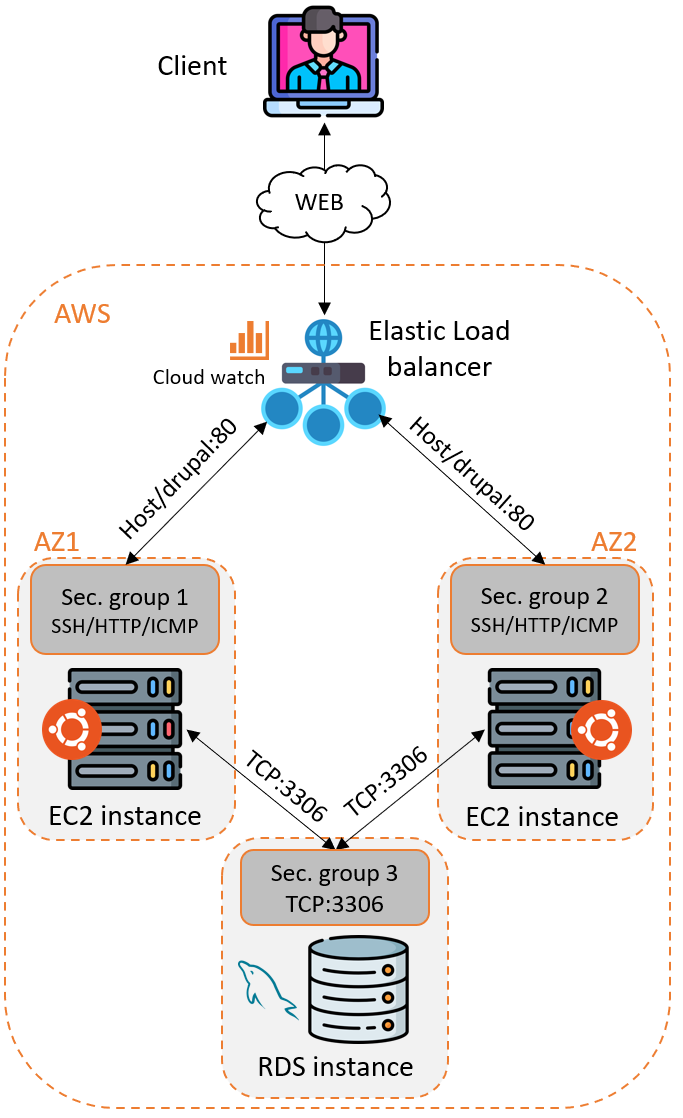 Client
WEB
AWS
Elastic Load
balancer
Cloud watch
Host/drupal:80
Host/drupal:80
AZ1
AZ2
Sec. group 1
SSH/HTTP/ICMP
Sec. group 2
SSH/HTTP/ICMP
EC2 instance
EC2 instance
TCP:3306
TCP:3306
Sec. group 3
TCP:3306
RDS instance